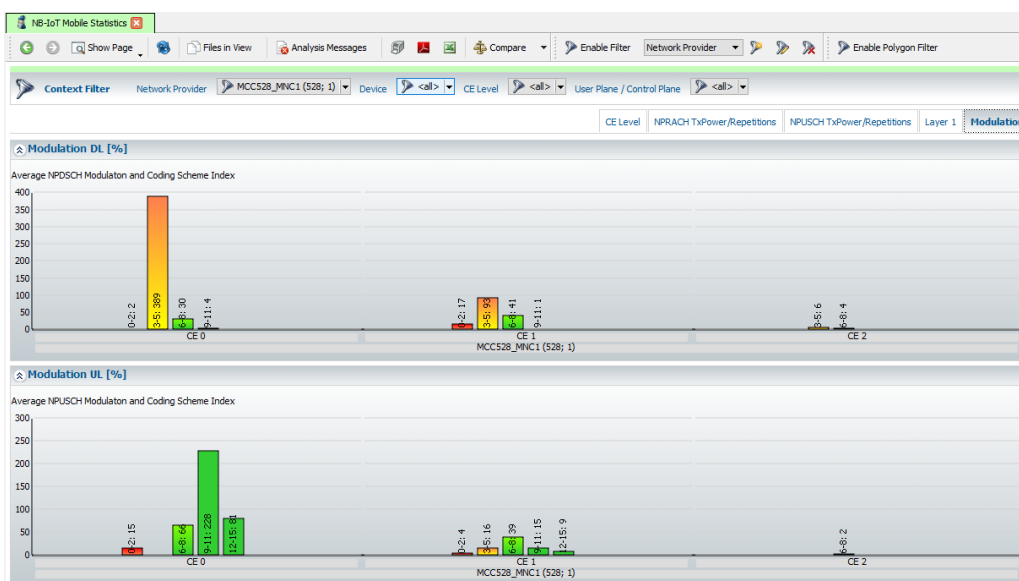 NB-IoT Mobile Statistics
Show Page Files in View Analysis Messages Compare Enable Filter Network Provider Enable Polygon Filter
Context Filter Network Provider MCC528_MNC1 (528; 1) Device <all> CE Level <all> User Plane / Control Plane <all>
CE Level NPRACH TxPower/Repetitions NPUSCH TxPower/Repetitions Layer 1 Modulation
Modulation DL [%]
Average NPDSCH Modulaton and Coding Scheme Index
400
350
300
250
200
150
100
50
0
0-2: 2 3-5: 389 6-8: 30 9-11: 4 0-2: 17 3-5: 93 6-8: 41 9-11: 1 3-5: 6 6-8: 4
CE 0 CE 1 CE 2
MCC528_MNC1 (528; 1)
Modulation UL [%]
Average NPUSCH Modulaton and Coding Scheme Index
300
250
200
150
100
50
0
0-2: 15 6-8: 66 9-11: 228 12-15: 81 0-2: 4 3-5: 16 6-8: 39 9-11: 15 12-15: 9 6-8: 2
CE 0 CE 1 CE 2
MCC528_MNC1 (528; 1)